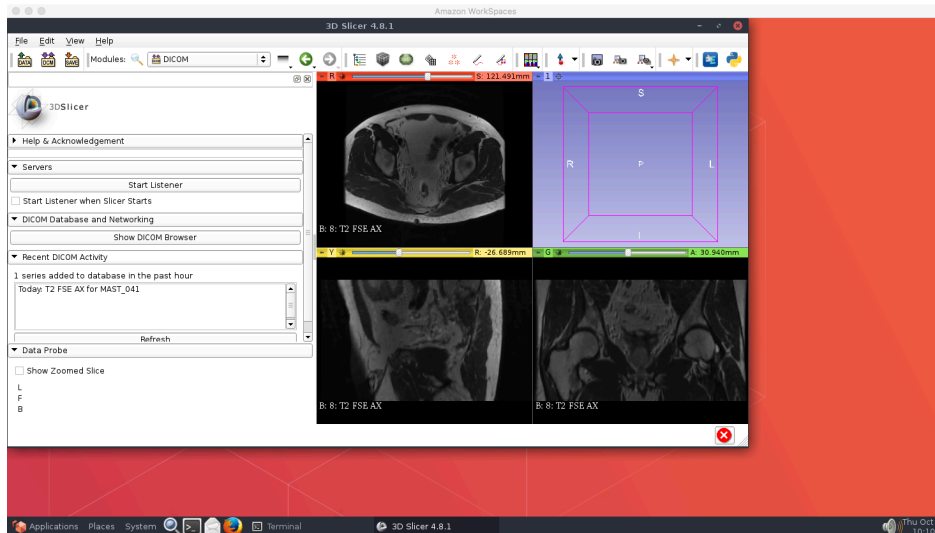 Amazon WorkSpaces
3D Slicer 4.8.1
File Edit View Help
DATA DCM SAVE Modules: DICOM
3DSlicer
Help & Acknowledgement
Servers
Start Listener
Start Listener when Slicer Starts
DICOM Database and Networking
Show DICOM Browser
Recent DICOM Activity
1 series added to database in the past hour
Today: T2 FSE AX for MAST_041
Refresh
Data Probe
Show Zoomed Slice
L
F
B
R S: 121.491mm
B: 8: T2 FSE AX
1
S
R P L
I
Y R: -26.689mm
B: 8: T2 FSE AX
G A: 30.940mm
B: 8: T2 FSE AX
Applications Places System Terminal 3D Slicer 4.8.1 Thu Oct
10:10